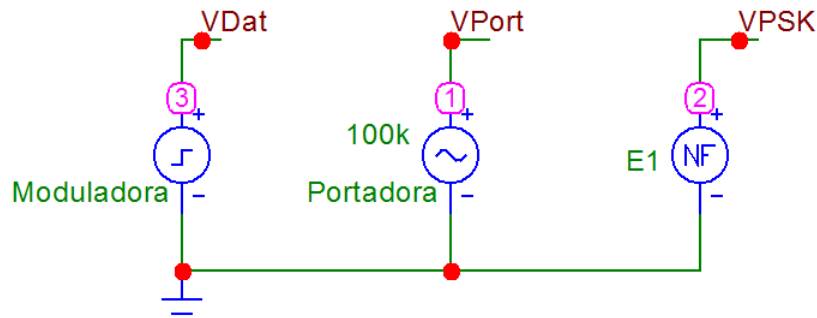 VDat
VPort
VPSK
3
1
2
+
+
+
100k
E1
NF
Moduladora
Portadora
−
−
−